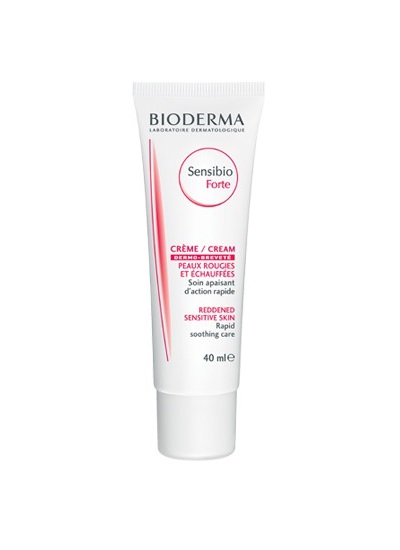 BIODERMA
LABORATOIRE DERMATOLOGIQUE
Sensibio
Forte
CRÈME / CREAM
DERMO-BREVETÉ
PEAUX ROUGIES
ET ÉCHAUFFÉES
Soin apaisant
d'action rapide
REDDENED
SENSITIVE SKIN
Rapid
soothing care
40 ml℮